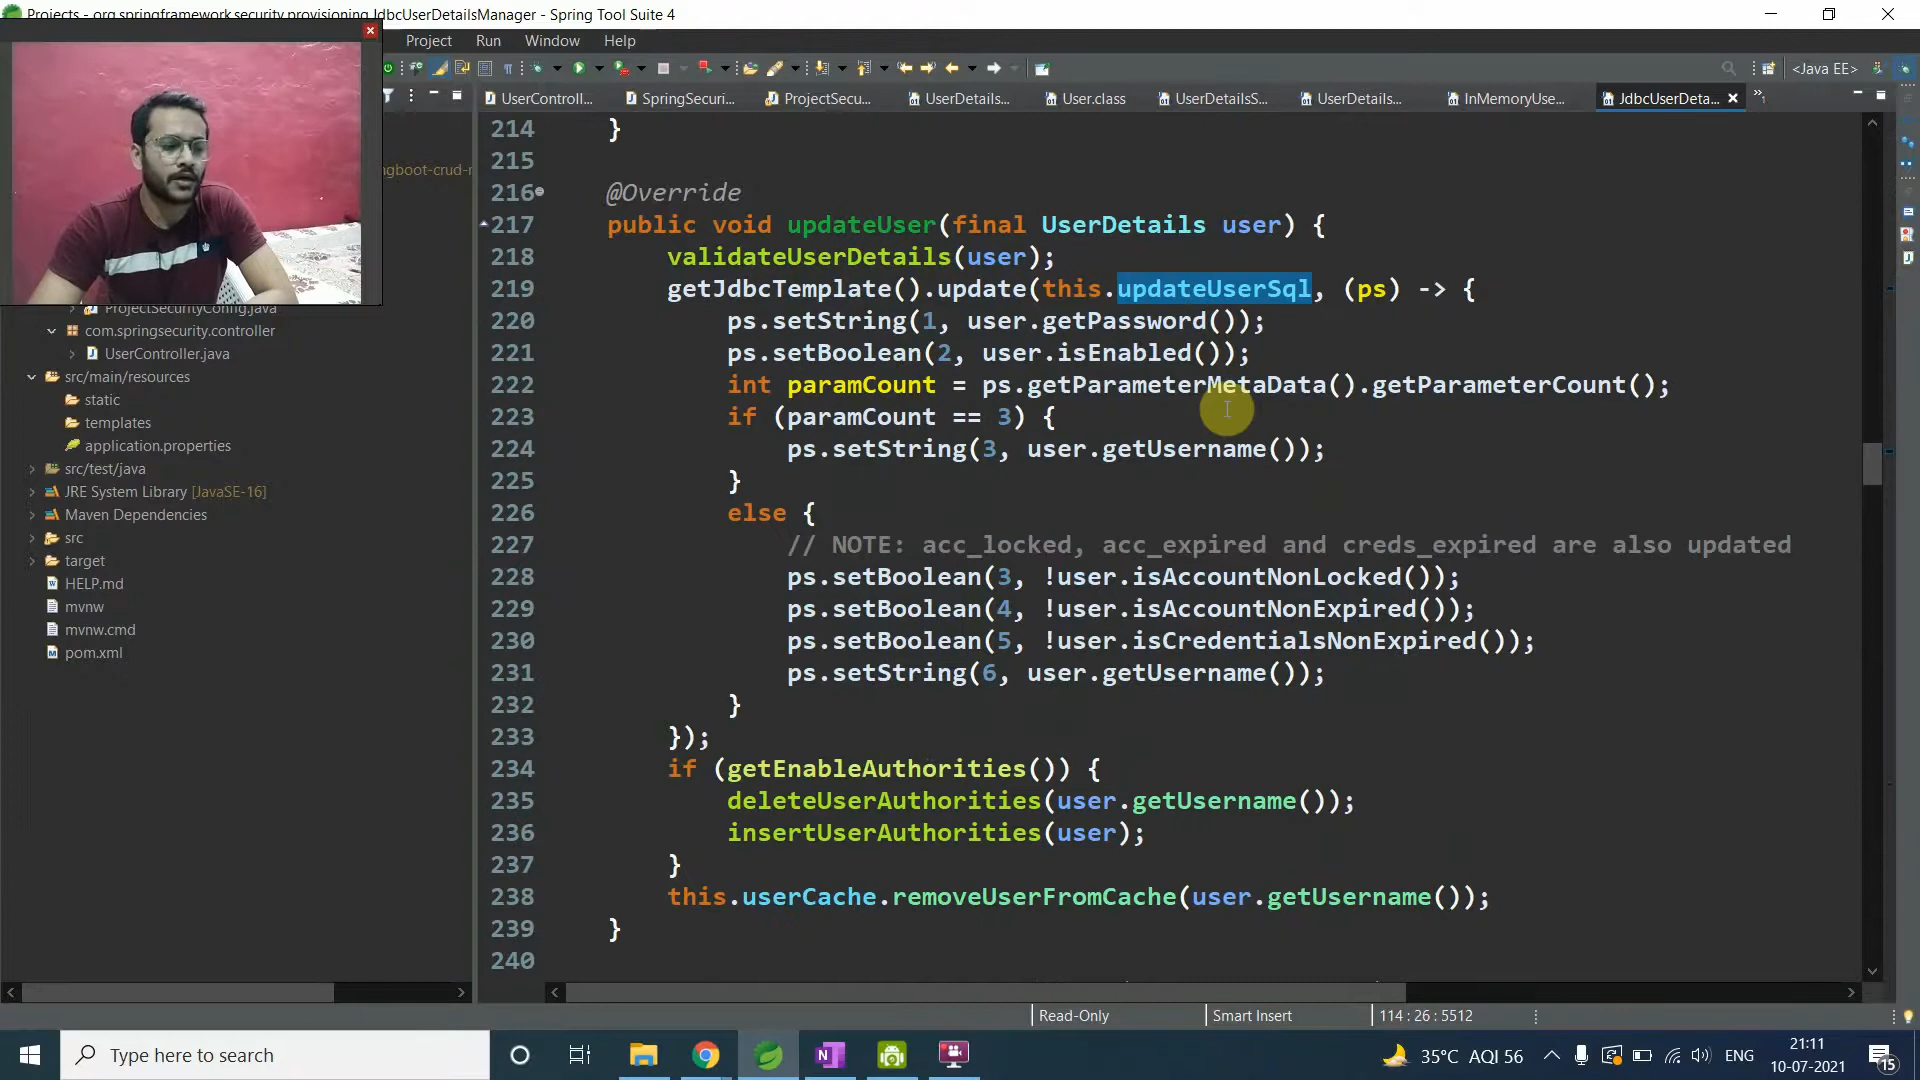 Projects - org.springframework.security.provisioning.JdbcUserDetailsManager - Spring Tool Suite 4
Project Run Window Help
<Java EE>
UserControll... SpringSecuri... ProjectSecu... UserDetails... User.class UserDetailsS... UserDetails... InMemoryUse... JdbcUserDeta...
ngboot-crud-r
ProjectSecurityConfig.java
com.springsecurity.controller
UserController.java
src/main/resources
static
templates
application.properties
src/test/java
JRE System Library [JavaSE-16]
Maven Dependencies
src
target
HELP.md
mvnw
mvnw.cmd
pom.xml
214 }
215
216 @Override
217 public void updateUser(final UserDetails user) {
218 validateUserDetails(user);
219 getJdbcTemplate().update(this.updateUserSql, (ps) -> {
220 ps.setString(1, user.getPassword());
221 ps.setBoolean(2, user.isEnabled());
222 int paramCount = ps.getParameterMetaData().getParameterCount();
223 if (paramCount == 3) {
224 ps.setString(3, user.getUsername());
225 }
226 else {
227 // NOTE: acc_locked, acc_expired and creds_expired are also updated
228 ps.setBoolean(3, !user.isAccountNonLocked());
229 ps.setBoolean(4, !user.isAccountNonExpired());
230 ps.setBoolean(5, !user.isCredentialsNonExpired());
231 ps.setString(6, user.getUsername());
232 }
233 });
234 if (getEnableAuthorities()) {
235 deleteUserAuthorities(user.getUsername());
236 insertUserAuthorities(user);
237 }
238 this.userCache.removeUserFromCache(user.getUsername());
239 }
240
Read-Only Smart Insert 114 : 26 : 5512
Type here to search
35°C AQI 56 ENG
21:11
10-07-2021
15